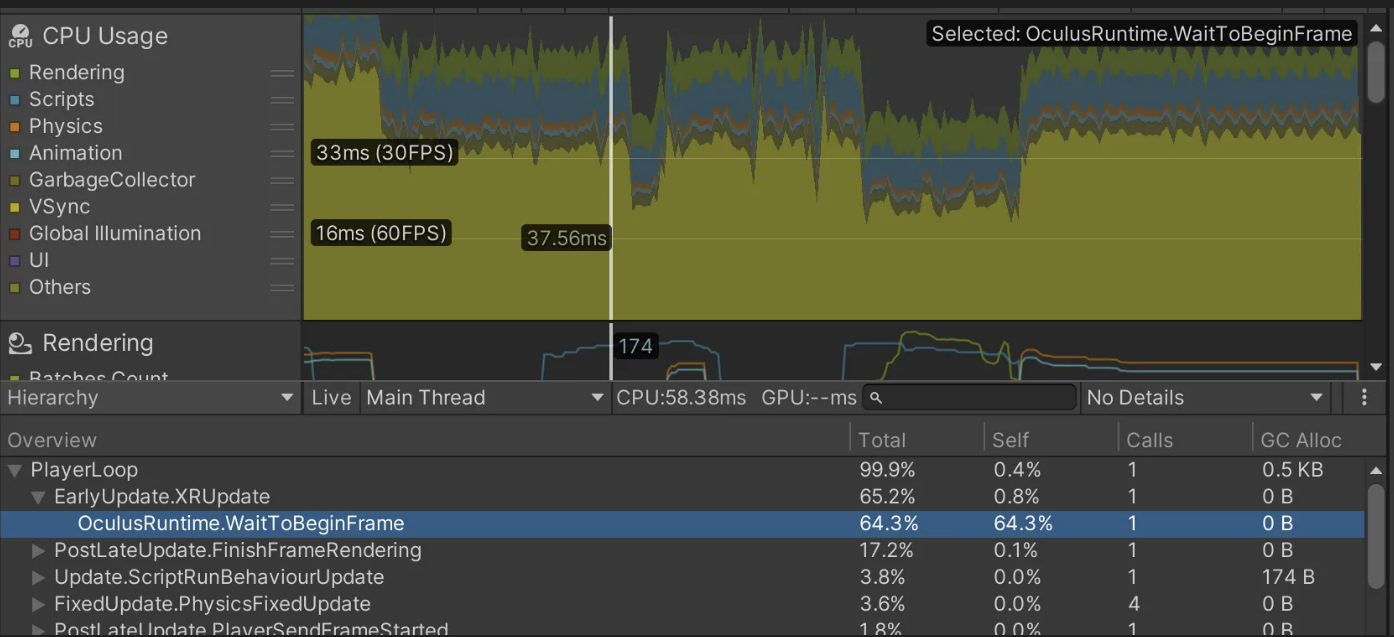 CPU Usage
CPU
Rendering
Scripts
Physics
Animation
GarbageCollector
VSync
Global Illumination
UI
Others
Selected: OculusRuntime.WaitToBeginFrame
33ms (30FPS)
16ms (60FPS)
37.56ms
Rendering
Batches Count
174
Hierarchy Live Main Thread CPU:58.38ms GPU:--ms No Details
Overview Total Self Calls GC Alloc
PlayerLoop 99.9% 0.4% 1 0.5 KB
EarlyUpdate.XRUpdate 65.2% 0.8% 1 0 B
OculusRuntime.WaitToBeginFrame 64.3% 64.3% 1 0 B
PostLateUpdate.FinishFrameRendering 17.2% 0.1% 1 0 B
Update.ScriptRunBehaviourUpdate 3.8% 0.0% 1 174 B
FixedUpdate.PhysicsFixedUpdate 3.6% 0.0% 4 0 B
PostLateUpdate.PlayerSendFrameStarted 1.8% 0.0% 1 0 B